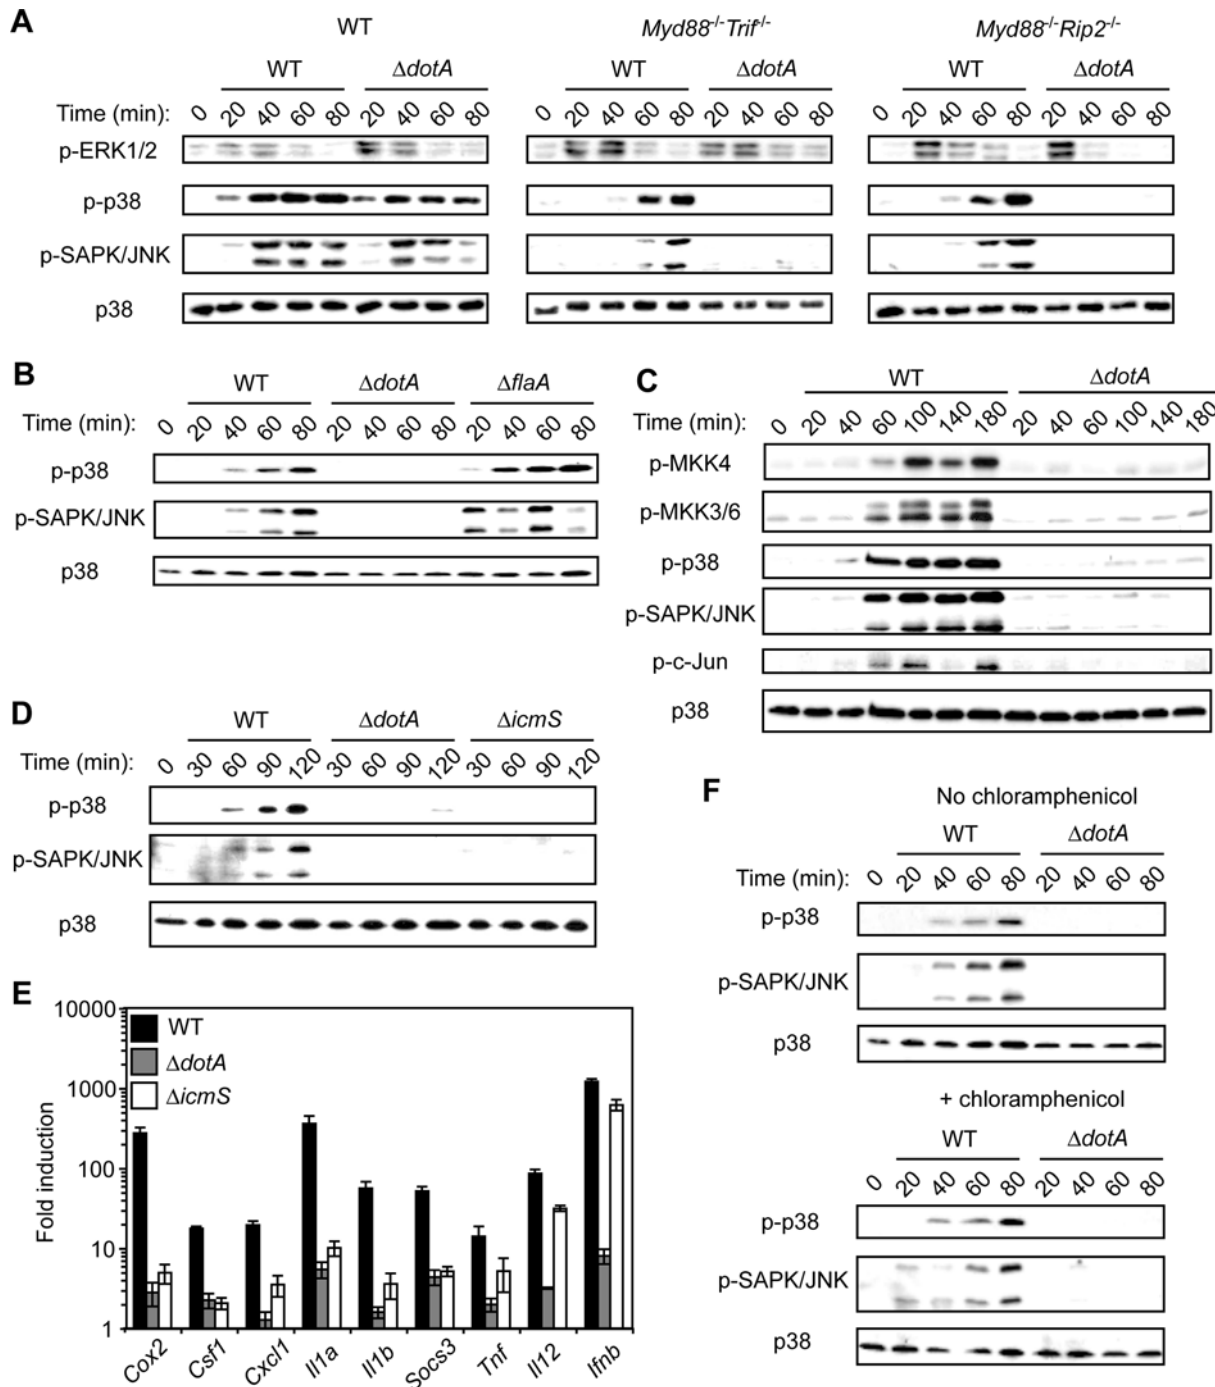 A
WT
Myd88-/-Trif-/-
Myd88-/-Rip2-/-
WT
ΔdotA
WT
ΔdotA
WT
ΔdotA
Time (min):
0 20 40 60 80 20 40 60 80
0 20 40 60 80 20 40 60 80
0 20 40 60 80 20 40 60 80
p-ERK1/2
p-p38
p-SAPK/JNK
p38
B
WT
ΔdotA
ΔflaA
Time (min):
0 20 40 60 80 20 40 60 80 20 40 60 80
p-p38
p-SAPK/JNK
p38
C
WT
ΔdotA
Time (min):
0 20 40 60 100 140 180 20 40 60 100 140 180
p-MKK4
p-MKK3/6
p-p38
p-SAPK/JNK
p-c-Jun
p38
D
WT
ΔdotA
ΔicmS
Time (min):
0 30 60 90 120 30 60 90 120 30 60 90 120
p-p38
p-SAPK/JNK
p38
E
Fold induction
10000
1000
100
10
1
WT
ΔdotA
ΔicmS
Cox2
Csf1
Cxcl1
Il1a
Il1b
Socs3
Tnf
Il12
Ifnb
F
No chloramphenicol
WT
ΔdotA
Time (min):
0 20 40 60 80 20 40 60 80
p-p38
p-SAPK/JNK
p38
+ chloramphenicol
WT
ΔdotA
0 20 40 60 80 20 40 60 80
p-p38
p-SAPK/JNK
p38